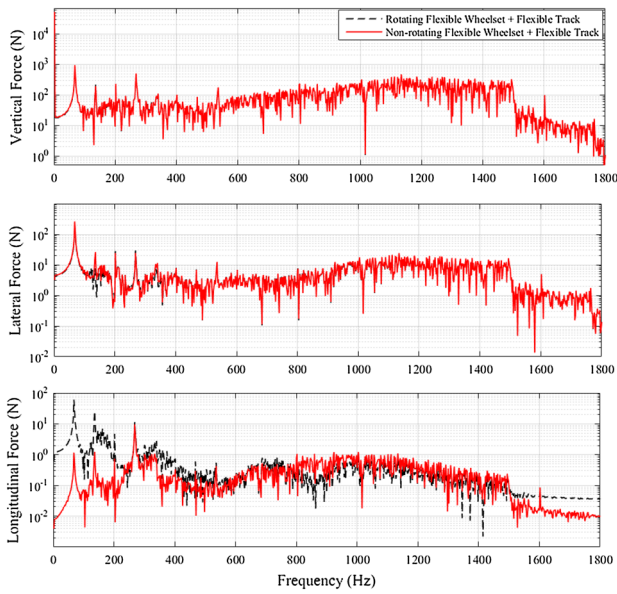 Rotating Flexible Wheelset + Flexible Track
Non-rotating Flexible Wheelset + Flexible Track
Vertical Force (N)
10^4
10^3
10^2
10^1
10^0
0 200 400 600 800 1000 1200 1400 1600 1800
Lateral Force (N)
10^2
10^1
10^0
10^-1
10^-2
0 200 400 600 800 1000 1200 1400 1600 1800
Longitudinal Force (N)
10^2
10^1
10^0
10^-1
10^-2
0 200 400 600 800 1000 1200 1400 1600 1800
Frequency (Hz)